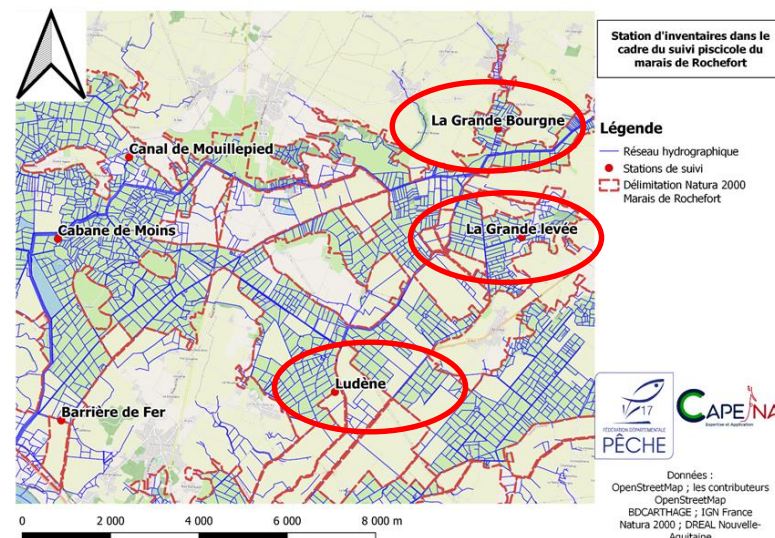 Station d'inventaires dans le
cadre du suivi piscicole du
marais de Rochefort
Légende
Réseau hydrographique
Stations de suivi
Délimitation Natura 2000
Marais de Rochefort
La Grande Bourgne
Canal de Mouillepied
Cabane de Moins
La Grande levée
Ludène
Barrière de Fer
17
FÉDÉRATION DÉPARTEMENTALE
PÊCHE
CAPENA
Expertise et Application
Données :
OpenStreetMap ; les contributeurs
OpenStreetMap
BDCARTHAGE ; IGN France
Natura 2000 ; DREAL Nouvelle-
Aquitaine
0 2 000 4 000 6 000 8 000 m